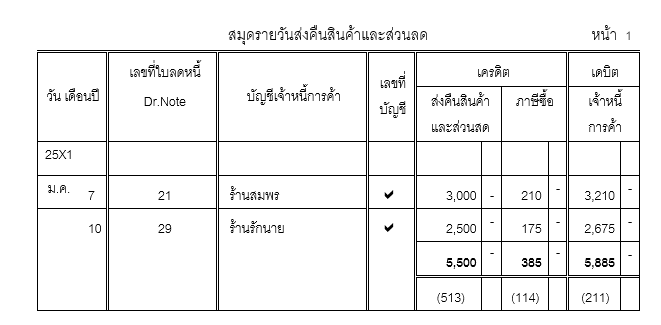 สมุดรายวันส่งคืนสินค้าและส่วนลด หน้า 1
วัน เดือนปี เลขที่ใบลดหนี้ Dr.Note บัญชีเจ้าหนี้การค้า เลขที่ บัญชี เครดิต เดบิต
ส่งคืนสินค้า และส่วนลด ภาษีซื้อ เจ้าหนี้ การค้า
25X1
ม.ค. 7 21 ร้านสมพร ✔ 3,000 - 210 - 3,210 -
10 29 ร้านรักนาย ✔ 2,500 - 175 - 2,675 -
5,500 - 385 - 5,885 -
(513) (114) (211)